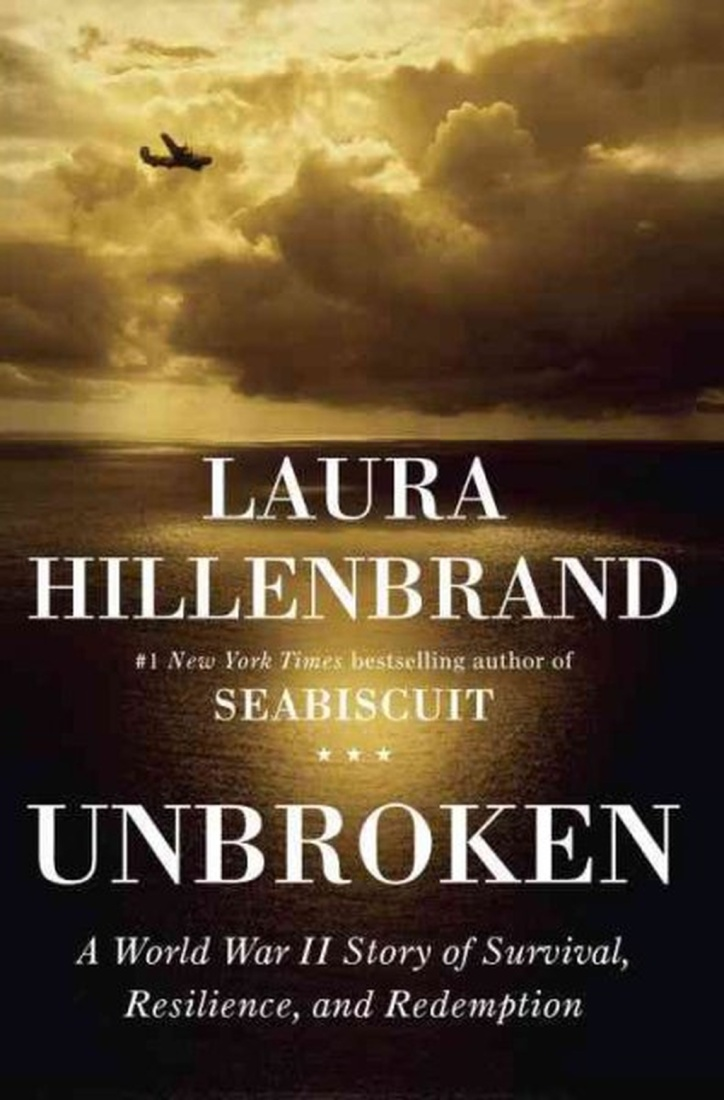 LAURA
HILLENBRAND
#1 New York Times bestselling author of
SEABISCUIT
★ ★ ★
UNBROKEN
A World War II Story of Survival,
Resilience, and Redemption